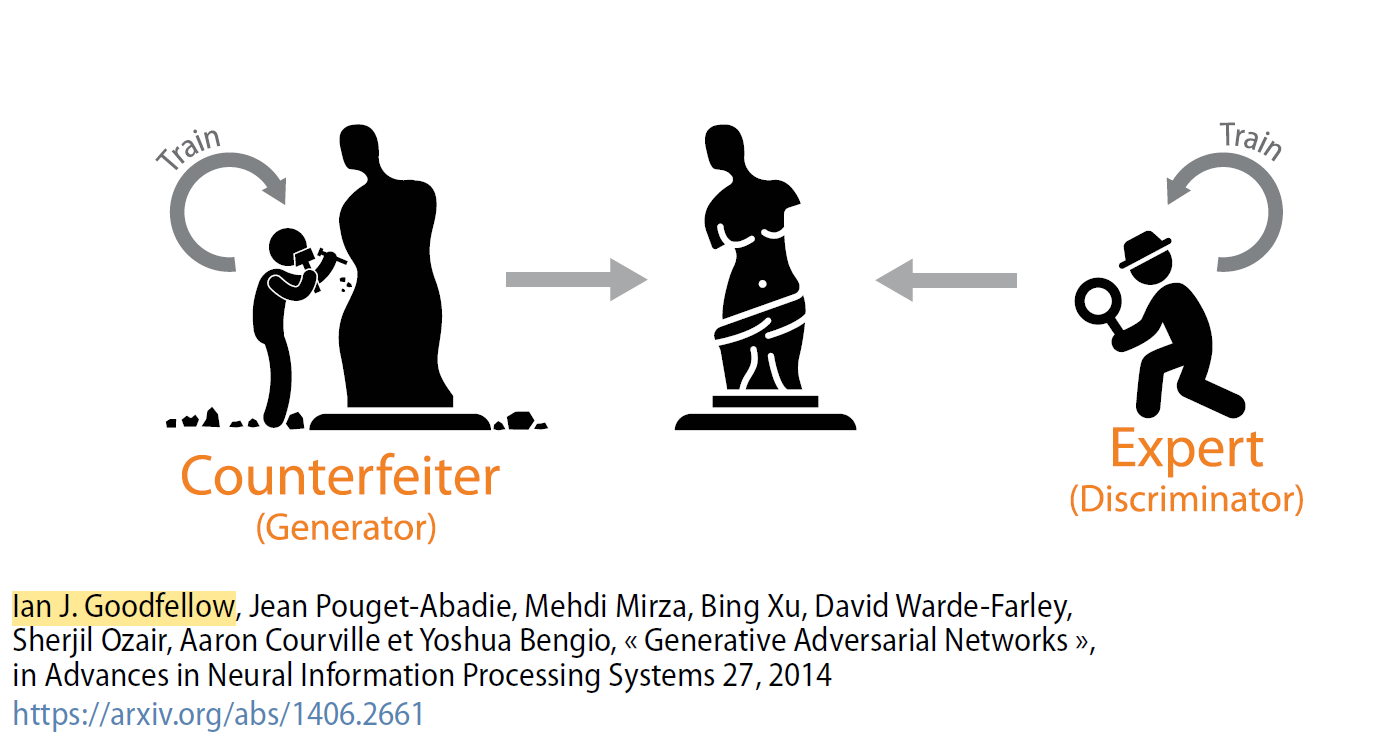 Train
Train
Counterfeiter
(Generator)
Expert
(Discriminator)
Ian J. Goodfellow, Jean Pouget-Abadie, Mehdi Mirza, Bing Xu, David Warde-Farley,
Sherjil Ozair, Aaron Courville et Yoshua Bengio, « Generative Adversarial Networks »,
in Advances in Neural Information Processing Systems 27, 2014
https://arxiv.org/abs/1406.2661